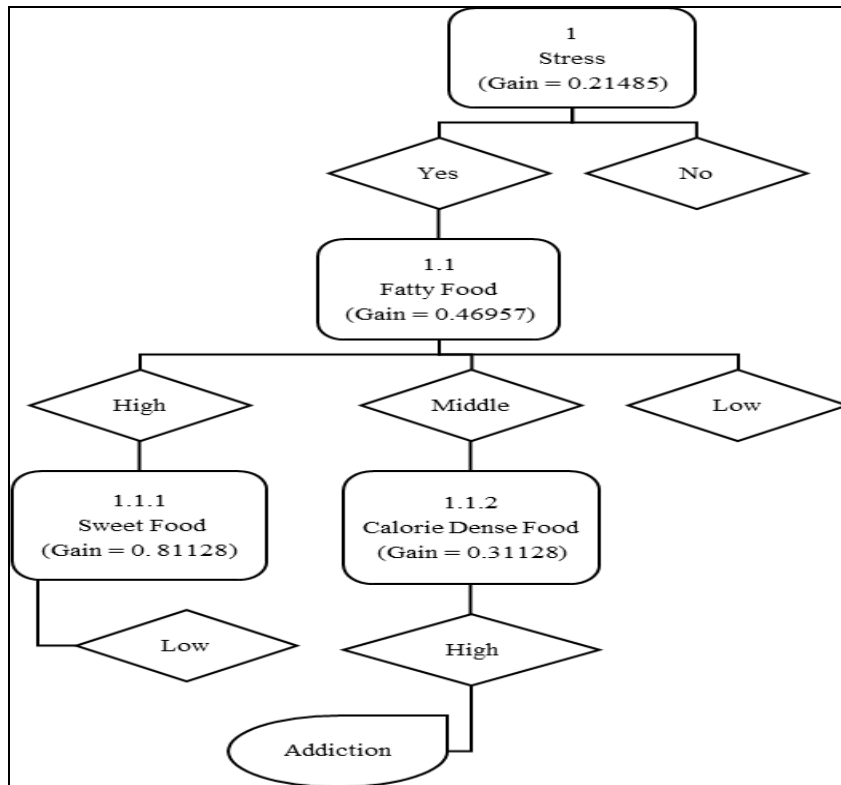 1
Stress
(Gain = 0.21485)
Yes
No
1.1
Fatty Food
(Gain = 0.46957)
High
Middle
Low
1.1.1
Sweet Food
(Gain = 0. 81128)
1.1.2
Calorie Dense Food
(Gain = 0.31128)
Low
High
Addiction